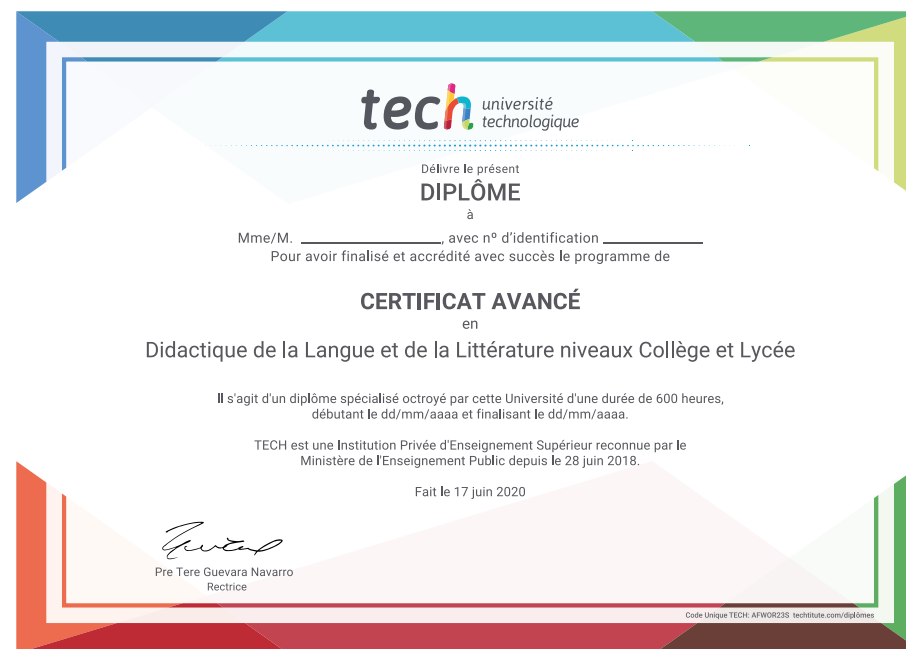 tech université
technologique
Délivre le présent
DIPLÔME
à
Mme/M. ____________________, avec nº d'identification ______________
Pour avoir finalisé et accrédité avec succès le programme de
CERTIFICAT AVANCÉ
en
Didactique de la Langue et de la Littérature niveaux Collège et Lycée
Il s'agit d'un diplôme spécialisé octroyé par cette Université d'une durée de 600 heures,
débutant le dd/mm/aaaa et finalisant le dd/mm/aaaa.
TECH est une Institution Privée d'Enseignement Supérieur reconnue par le
Ministère de l'Enseignement Public depuis le 28 juin 2018.
Fait le 17 juin 2020
Pre Tere Guevara Navarro
Rectrice
Code Unique TECH: AFWOR23S techtitute.com/diplômes